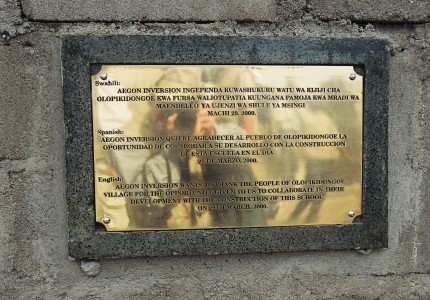 Swahili:
AEGON INVERSION INGEPENDA KUWASHUKURU WATU WA KIJIJI CHA
OLOPIKIDONGOE KWA FURSA WALIOTUPATIA KUUNGANA PAMOJA KWA MRADI WA
MAENDELEO YA UJENZI WA SHULE YA MSINGI
MACHI 29, 2000.
Spanish:
AEGON INVERSION QUIERE AGRADECER AL PUEBLO DE OLOPIKIDONGOE LA
OPORTUNIDAD DE COLABORAR A SU DESARROLLO CON LA CONSTRUCCION
DE ESTA ESCUELA EN EL DÍA
29 DE MARZO, 2000.
English:
AEGON INVERSION WANTS TO THANK THE PEOPLE OF OLOPIKIDONGOE
VILLAGE FOR THE OPPORTUNITY GIVEN TO US TO COLLABORATE IN THEIR
DEVELOPMENT WITH THE CONSTRUCTION OF THIS SCHOOL
ON 29TH MARCH, 2000.